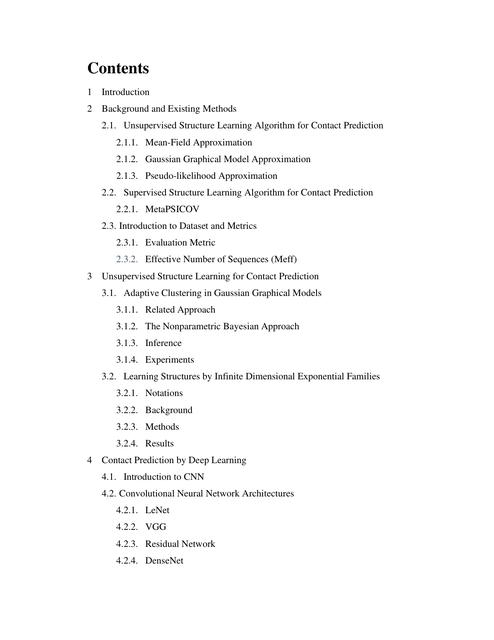 Contents
1 Introduction
2 Background and Existing Methods
2.1. Unsupervised Structure Learning Algorithm for Contact Prediction
2.1.1. Mean-Field Approximation
2.1.2. Gaussian Graphical Model Approximation
2.1.3. Pseudo-likelihood Approximation
2.2. Supervised Structure Learning Algorithm for Contact Prediction
2.2.1. MetaPSICOV
2.3. Introduction to Dataset and Metrics
2.3.1. Evaluation Metric
2.3.2. Effective Number of Sequences (Meff)
3 Unsupervised Structure Learning for Contact Prediction
3.1. Adaptive Clustering in Gaussian Graphical Models
3.1.1. Related Approach
3.1.2. The Nonparametric Bayesian Approach
3.1.3. Inference
3.1.4. Experiments
3.2. Learning Structures by Infinite Dimensional Exponential Families
3.2.1. Notations
3.2.2. Background
3.2.3. Methods
3.2.4. Results
4 Contact Prediction by Deep Learning
4.1. Introduction to CNN
4.2. Convolutional Neural Network Architectures
4.2.1. LeNet
4.2.2. VGG
4.2.3. Residual Network
4.2.4. DenseNet